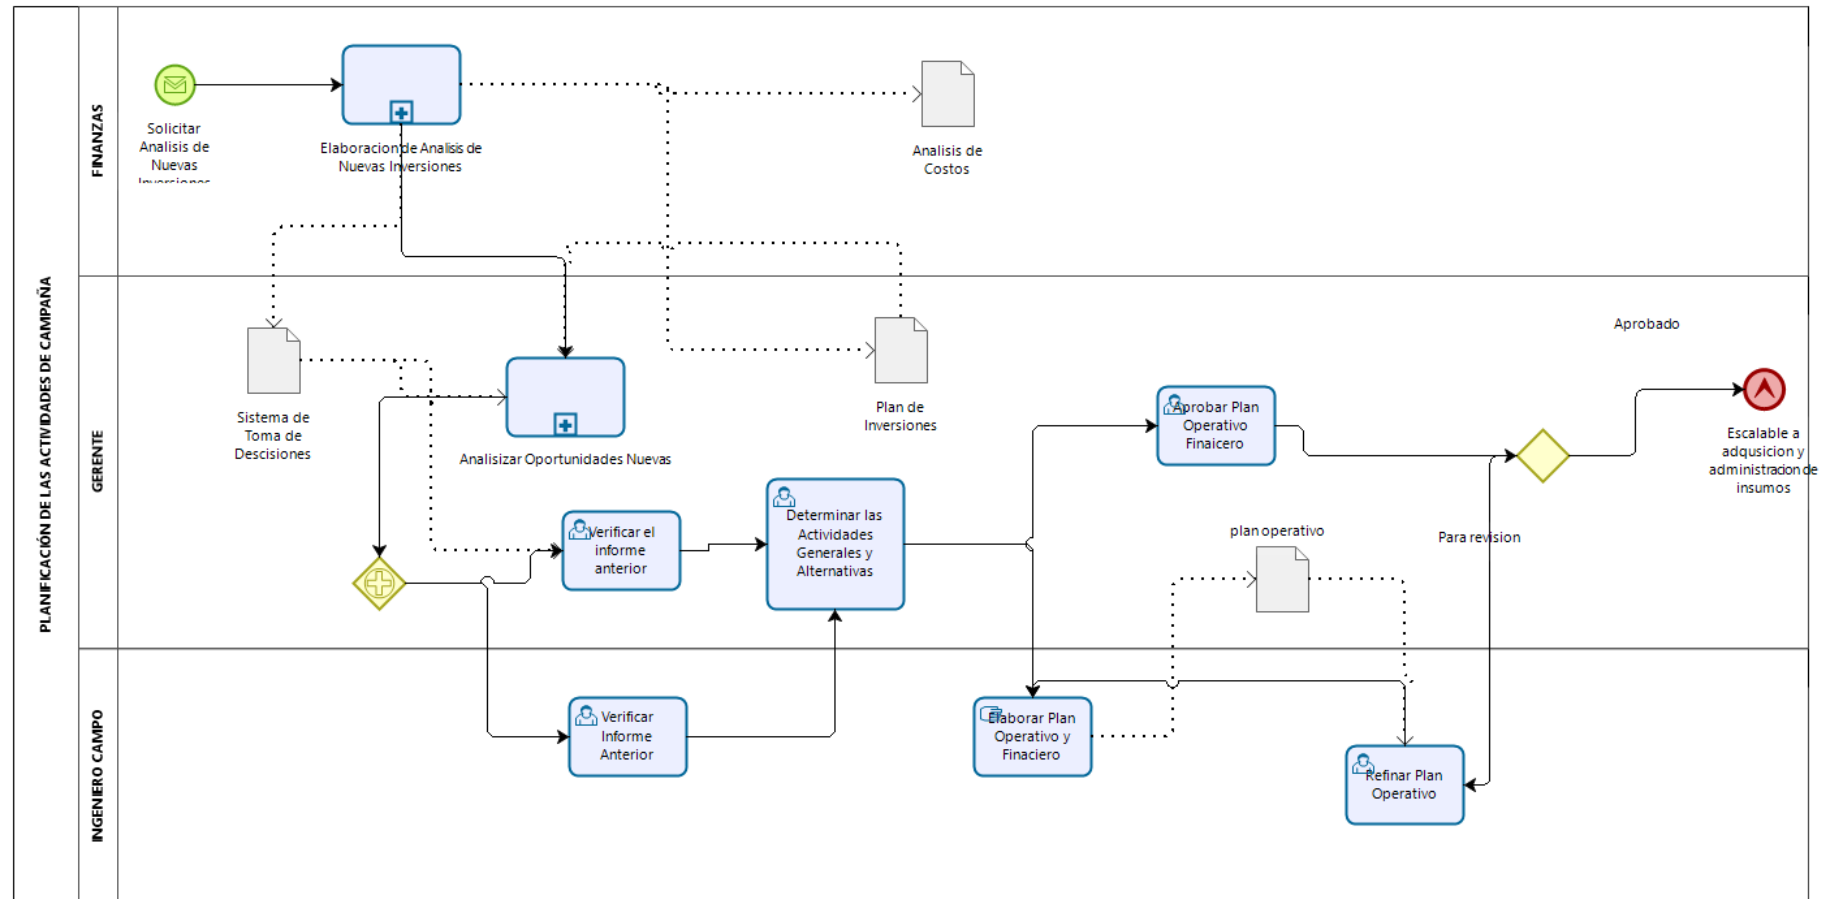 PLANIFICACIÓN DE LAS ACTIVIDADES DE CAMPAÑA
FINANZAS
Solicitar
Analisis de
Nuevas
Inversiones
Elaboracion de Analisis de
Nuevas Inversiones
Analisis de
Costos
GERENTE
Sistema de
Toma de
Descisiones
Analisizar Oportunidades Nuevas
Plan de
Inversiones
Verificar el
informe
anterior
Determinar las
Actividades
Generales y
Alternativas
Aprobar Plan
Operativo
Finaicero
plan operativo
Para revision
Aprobado
Escalable a
adqusicion y
administracion de
insumos
INGENIERO CAMPO
Verificar
Informe
Anterior
Elaborar Plan
Operativo y
Finaciero
Refinar Plan
Operativo